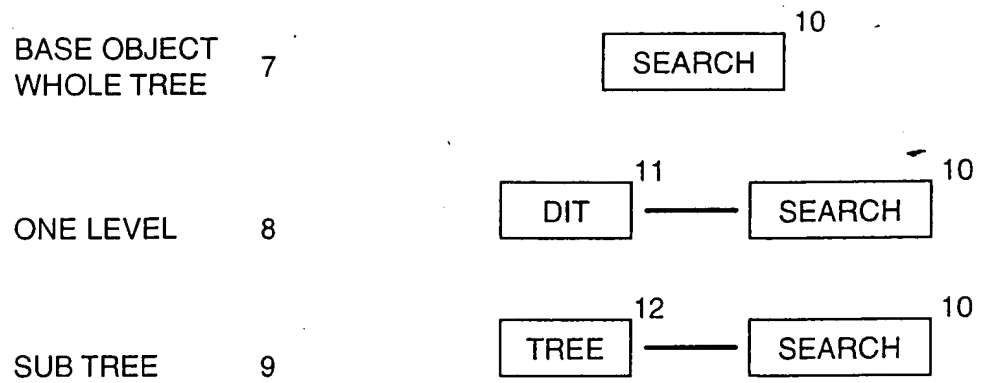 10
BASE OBJECT
WHOLE TREE 7 SEARCH
11 10
ONE LEVEL 8 DIT SEARCH
12 10
SUB TREE 9 TREE SEARCH